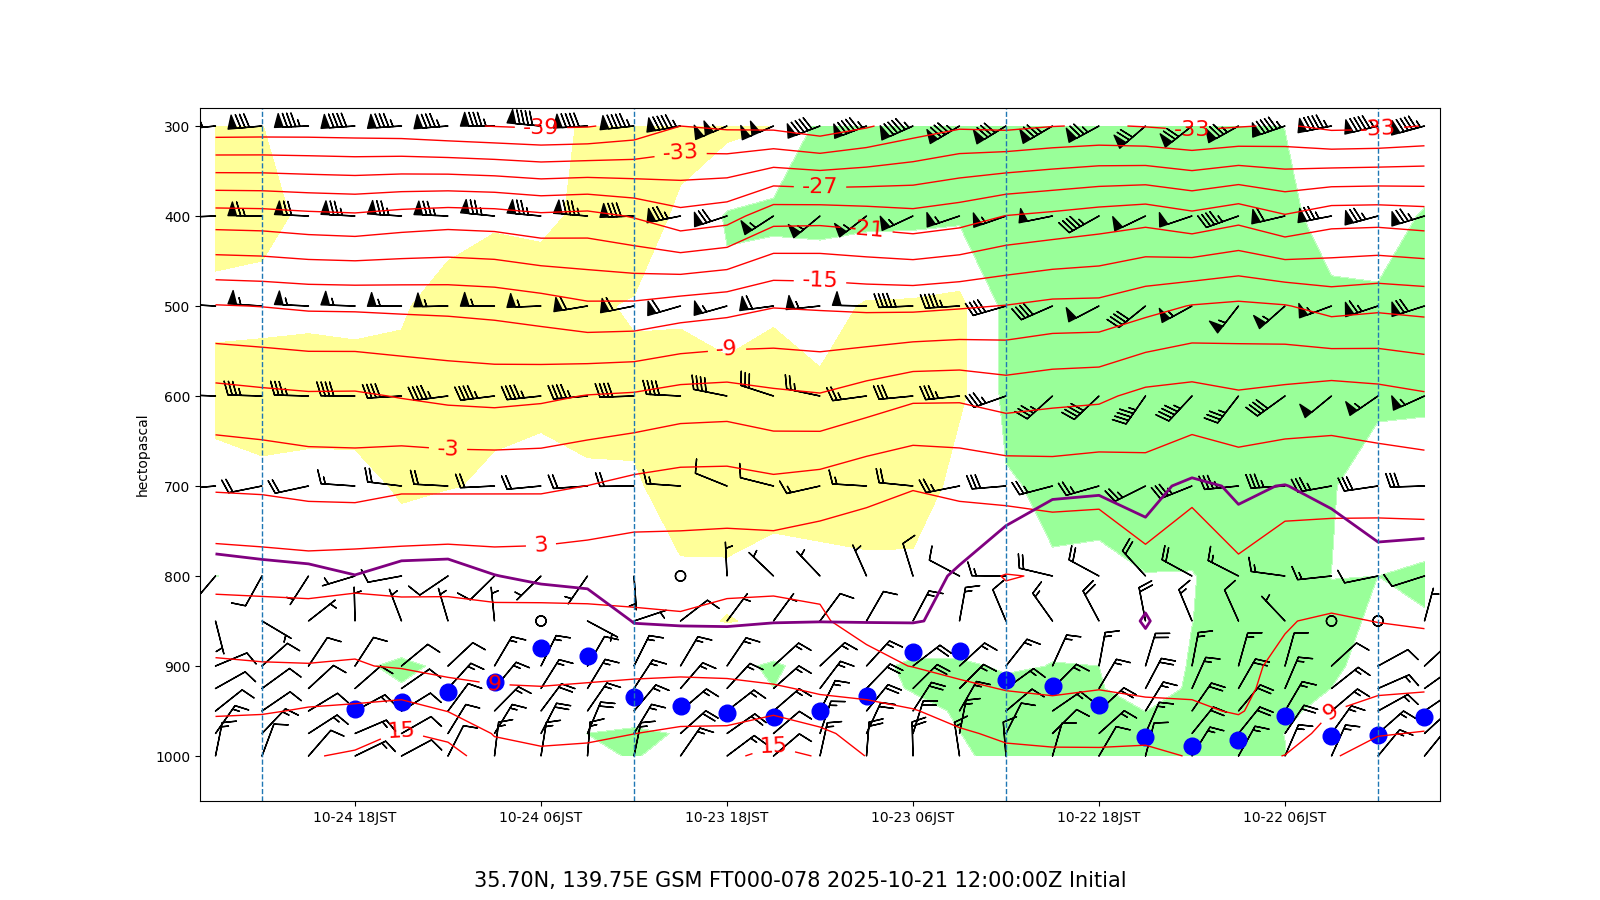 300
-39
-33
33
-33
-27
400
-21
-15
500
-9
600
-3
hectopascal
700
3
800
900
9
9
15
15
1000
10-24 18JST
10-24 06JST
10-23 18JST
10-23 06JST
10-22 18JST
10-22 06JST
35.70N, 139.75E GSM FT000-078 2025-10-21 12:00:00Z Initial